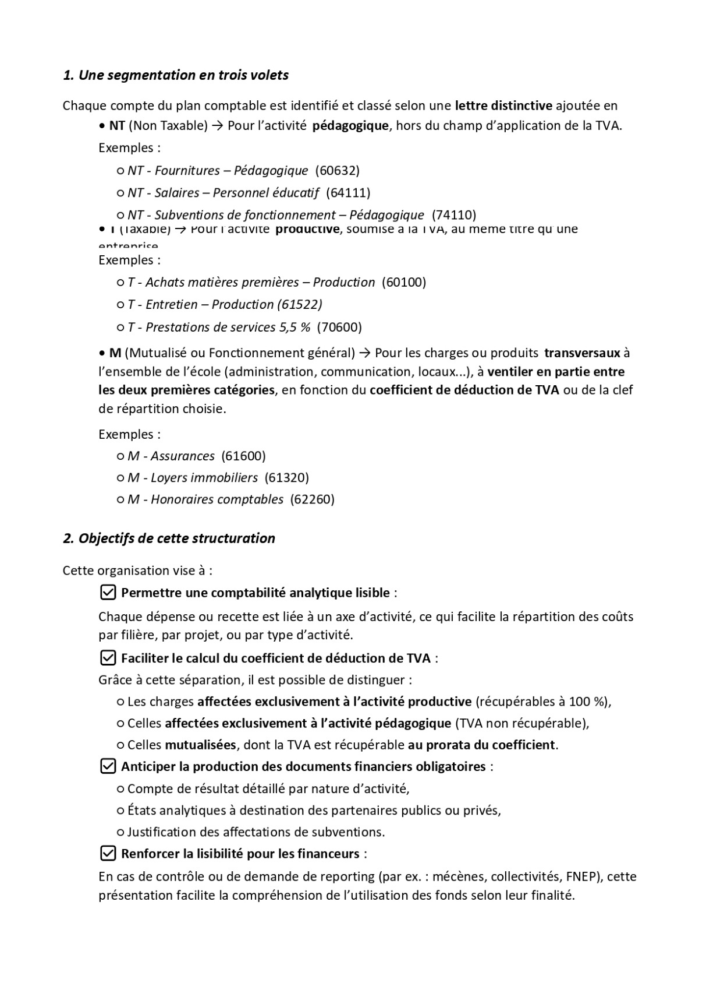 1. Une segmentation en trois volets
Chaque compte du plan comptable est identifié et classé selon une lettre distinctive ajoutée en
• NT (Non Taxable) → Pour l’activité pédagogique, hors du champ d’application de la TVA.
Exemples :
○ NT - Fournitures – Pédagogique (60632)
○ NT - Salaires – Personnel éducatif (64111)
○ NT - Subventions de fonctionnement – Pédagogique (74110)
• T (Taxable) → Pour l’activité productive, soumise à la TVA, au même titre qu’une
entreprise
Exemples :
○ T - Achats matières premières – Production (60100)
○ T - Entretien – Production (61522)
○ T - Prestations de services 5,5 % (70600)
• M (Mutualisé ou Fonctionnement général) → Pour les charges ou produits transversaux à
l’ensemble de l’école (administration, communication, locaux...), à ventiler en partie entre
les deux premières catégories, en fonction du coefficient de déduction de TVA ou de la clef
de répartition choisie.
Exemples :
○ M - Assurances (61600)
○ M - Loyers immobiliers (61320)
○ M - Honoraires comptables (62260)
2. Objectifs de cette structuration
Cette organisation vise à :
☑ Permettre une comptabilité analytique lisible :
Chaque dépense ou recette est liée à un axe d’activité, ce qui facilite la répartition des coûts
par filière, par projet, ou par type d’activité.
☑ Faciliter le calcul du coefficient de déduction de TVA :
Grâce à cette séparation, il est possible de distinguer :
○ Les charges affectées exclusivement à l’activité productive (récupérables à 100 %),
○ Celles affectées exclusivement à l’activité pédagogique (TVA non récupérable),
○ Celles mutualisées, dont la TVA est récupérable au prorata du coefficient.
☑ Anticiper la production des documents financiers obligatoires :
○ Compte de résultat détaillé par nature d’activité,
○ États analytiques à destination des partenaires publics ou privés,
○ Justification des affectations de subventions.
☑ Renforcer la lisibilité pour les financeurs :
En cas de contrôle ou de demande de reporting (par ex. : mécènes, collectivités, FNEP), cette
présentation facilite la compréhension de l’utilisation des fonds selon leur finalité.